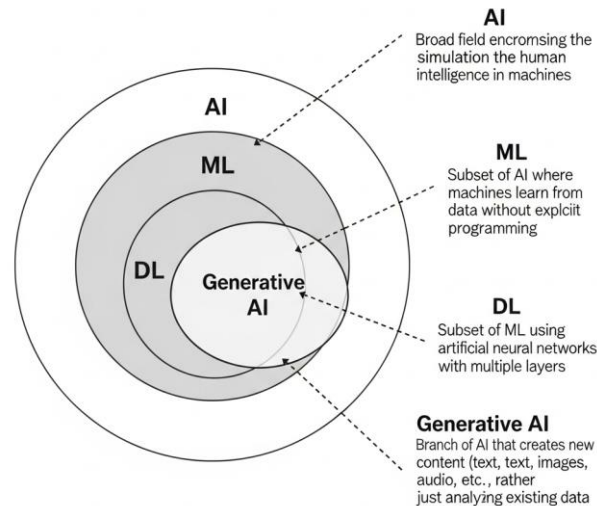 AI
ML
DL
Generative
AI
AI
Broad field encromsing the
simulation the human
intelligence in machines
ML
Subset of AI where
machines learn from
data without explciit
programming
DL
Subset of ML using
artificial neural networks
with multiple layers
Generative AI
Branch of AI that creates new
content (text, text, images,
audo, etc., rather
just analyzing existing data